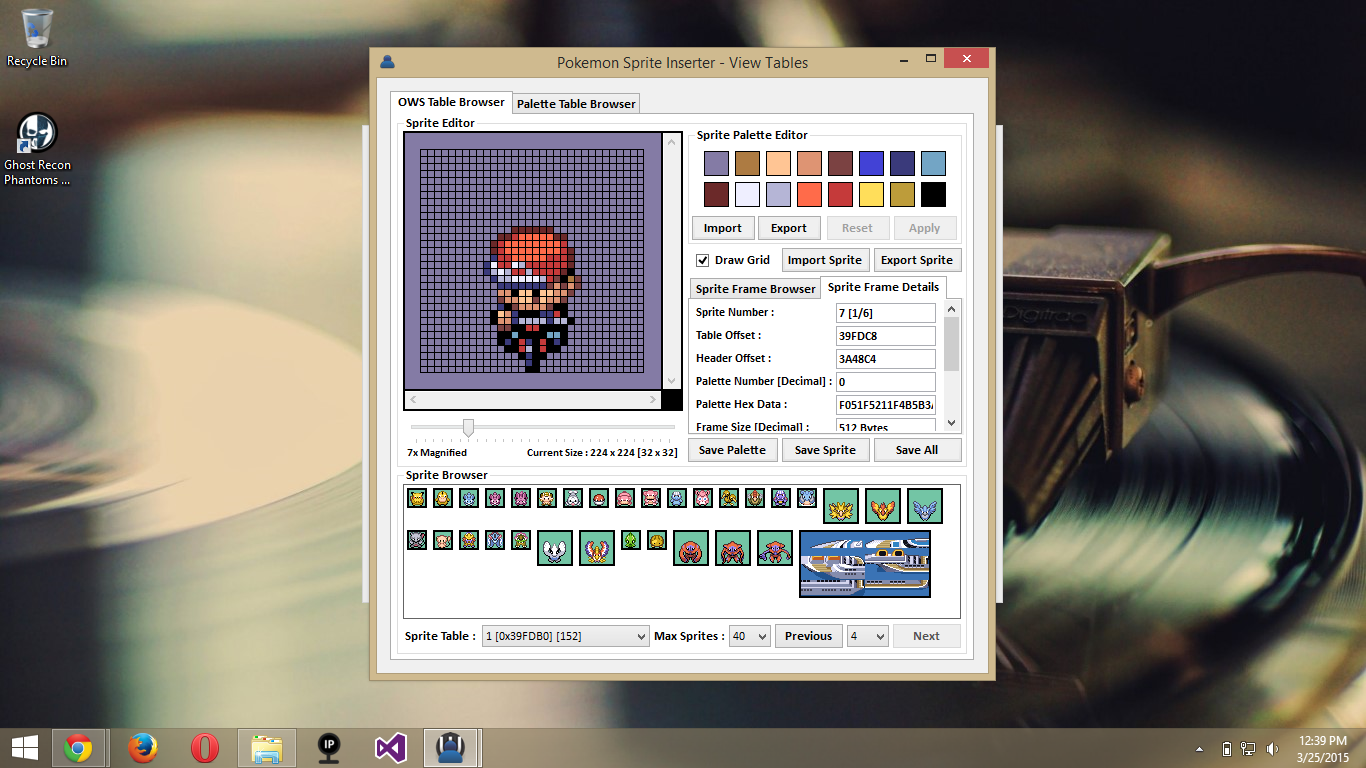 Recycle Bin
Ghost Recon
Phantoms ...
Pokemon Sprite Inserter - View Tables
OWS Table Browser
Palette Table Browser
Sprite Editor
Sprite Palette Editor
Import
Export
Reset
Apply
Draw Grid
Import Sprite
Export Sprite
Sprite Frame Browser
Sprite Frame Details
Sprite Number :
7 [1/6]
Table Offset :
39FDC8
Header Offset :
3A48C4
Palette Number [Decimal] :
0
Palette Hex Data :
F051F5211F4B5B3
Frame Size [Decimal] :
512 Bytes
7x Magnified
Current Size : 224 x 224 [32 x 32]
Save Palette
Save Sprite
Save All
Sprite Browser
Sprite Table :
1 [0x39FDB0] [152]
Max Sprites :
40
Previous
4
Next
Digitrac
IP
12:39 PM
3/25/2015